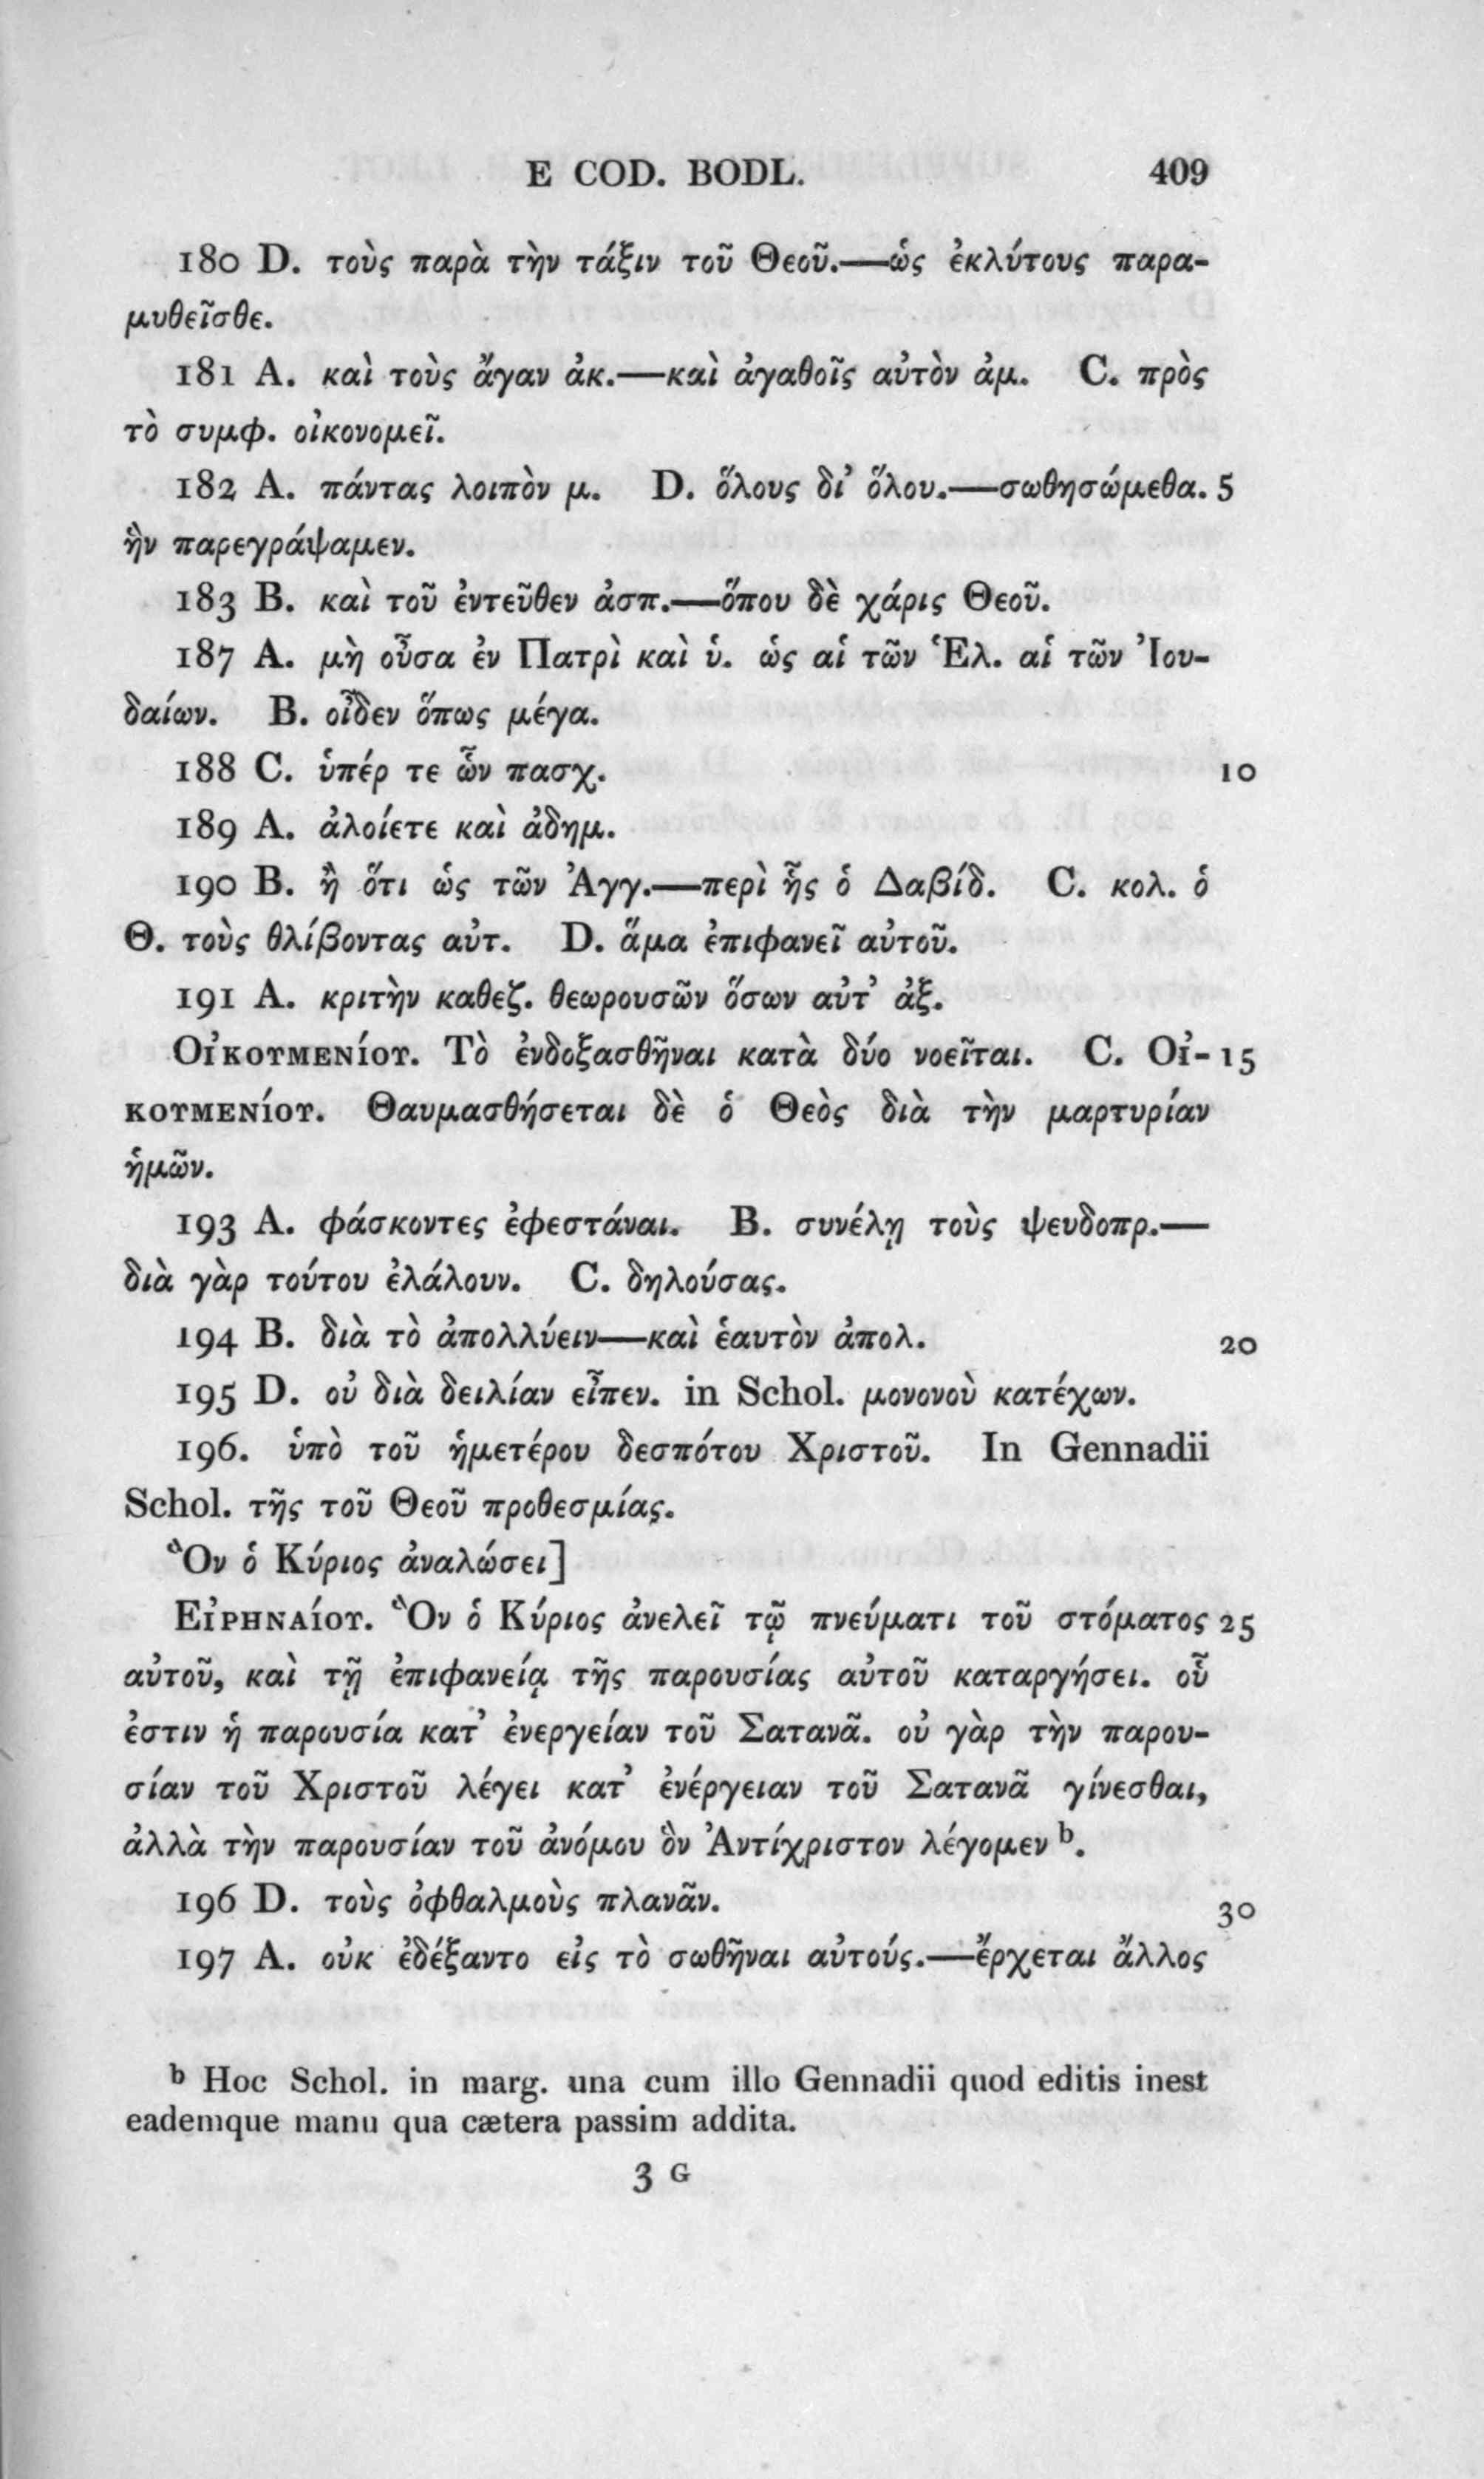 E COD. BODL. 409
180 D. τοὺς παρὰ τὴν τάξιν τοῦ Θεοῦ.—ὡς ἐκλύτους παρα-
μυθεῖσθε.
181 A. καὶ τοὺς ἄγαν ἀκ.—καὶ ἀγαθοῖς αὐτὸν ἀμ. C. πρὸς
τὸ συμφ. οἰκονομεῖ.
182 A. πάντας λοιπὸν μ. D. ὅλους δι’ ὅλου.—σωθησώμεθα. 5
ἣν παρεγράψαμεν.
183 B. καὶ τοῦ ἐντεῦθεν ἀσπ.—ὅπου δὲ χάρις Θεοῦ.
187 A. μὴ οὖσα ἐν Πατρὶ καὶ ὑ. ὡς αἱ τῶν Ἑλ. αἱ τῶν Ἰου-
δαίων. B. οἶδεν ὅπως μέγα.
188 C. ὑπέρ τε ὧν πασχ. 10
189 A. ἀλοίετε καὶ ἀδημ.
190 B. ἢ ὅτι ὡς τῶν Ἀγγ.—περὶ ἧς ὁ Δαβίδ. C. κολ. ὁ
Θ. τοὺς θλίβοντας αὐτ. D. ἅμα ἐπιφανεῖ αὐτοῦ.
191 A. κριτὴν καθεζ. θεωρουσῶν ὅσων αὐτ’ ἀξ.
Οἰκουμενίου. Τὸ ἐνδοξασθῆναι κατὰ δύο νοεῖται. C. Οἰ- 15
κουμενίου. Θαυμασθήσεται δὲ ὁ Θεὸς διὰ τὴν μαρτυρίαν
ἡμῶν.
193 A. φάσκοντες ἐφεστάναι. B. συνέλῃ τοὺς ψευδοπρ.—
διὰ γὰρ τούτου ἐλάλουν. C. δηλούσας.
194 B. διὰ τὸ ἀπολλύειν—καὶ ἑαυτὸν ἀπολ. 20
195 D. οὐ διὰ δειλίαν εἶπεν. in Schol. μονονοὺ κατέχων.
196. ὑπὸ τοῦ ἡμετέρου δεσπότου Χριστοῦ. In Gennadii
Schol. τῆς τοῦ Θεοῦ προθεσμίας.
Ὃν ὁ Κύριος ἀναλώσει]
Εἰρηναίου. Ὃν ὁ Κύριος ἀνελεῖ τῷ πνεύματι τοῦ στόματος 25
αὐτοῦ, καὶ τῇ ἐπιφανείᾳ τῆς παρουσίας αὐτοῦ καταργήσει. οὗ
ἐστιν ἡ παρουσία κατ’ ἐνεργείαν τοῦ Σατανᾶ. οὐ γὰρ τὴν παρου-
σίαν τοῦ Χριστοῦ λέγει κατ’ ἐνέργειαν τοῦ Σατανᾶ γίνεσθαι,
ἀλλὰ τὴν παρουσίαν τοῦ ἀνόμου ὃν Ἀντίχριστον λέγομεν b.
196 D. τοὺς ὀφθαλμοὺς πλανᾶν. 30
197 A. οὐκ ἐδέξαντο εἰς τὸ σωθῆναι αὐτούς.—ἔρχεται ἄλλος
b Hoc Schol. in marg. una cum illo Gennadii quod editis inest
eademque manu qua cætera passim addita.
3 G